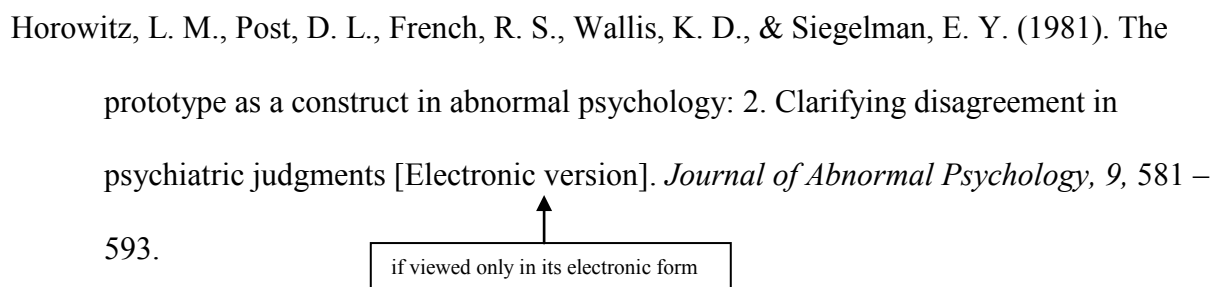 Horowitz, L. M., Post, D. L., French, R. S., Wallis, K. D., & Siegelman, E. Y. (1981). The
prototype as a construct in abnormal psychology: 2. Clarifying disagreement in
psychiatric judgments [Electronic version]. Journal of Abnormal Psychology, 9, 581 –
593.
if viewed only in its electronic form